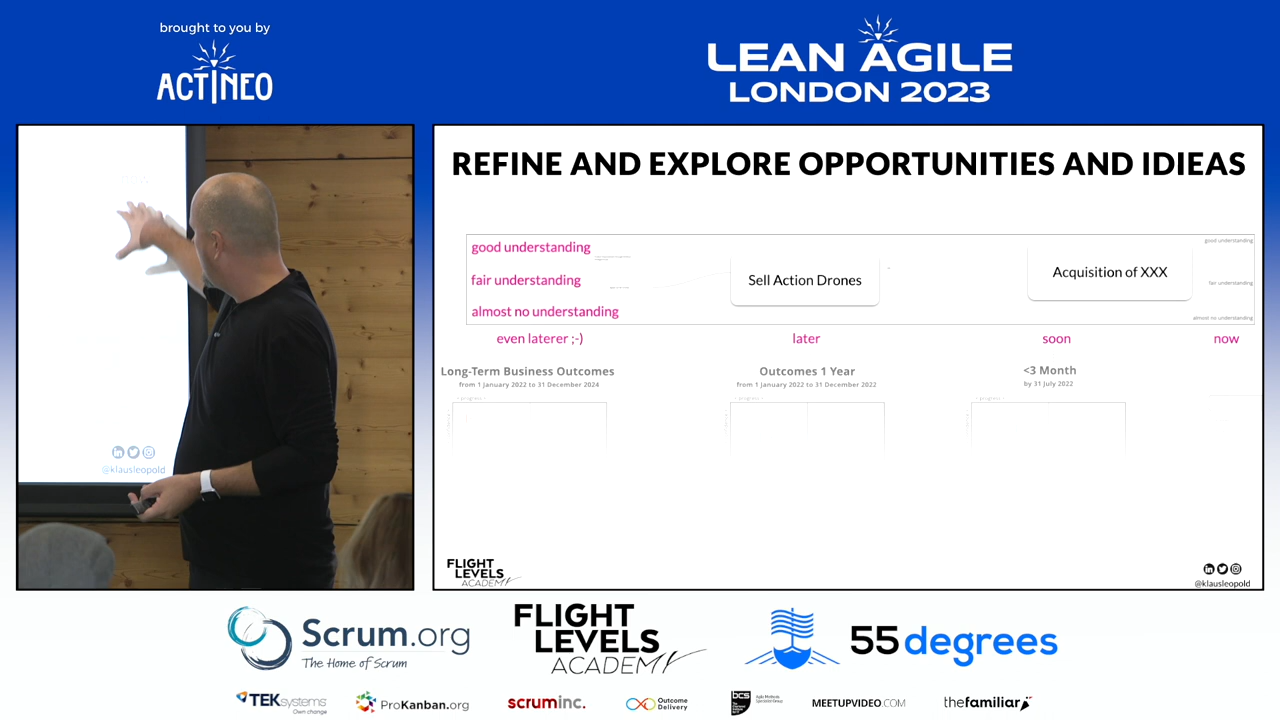 brought to you by
ACTINEO
LEAN AGILE
LONDON 2023
@klausleopold
REFINE AND EXPLORE OPPORTUNITIES AND IDIEAS
good understanding
fair understanding
almost no understanding
Sell Action Drones
Acquisition of XXX
good understanding
fair understanding
almost no understanding
even laterer ;-)
later
soon
now
Long-Term Business Outcomes
from 1 January 2022 to 31 December 2024
Outcomes 1 Year
from 1 January 2022 to 31 December 2022
<3 Month
by 31 July 2022
- progress -
- progress -
- progress -
FLIGHT
LEVELS
ACADEMY
@klausleopold
Scrum.org
The Home of Scrum
FLIGHT
LEVELS
ACADEMY
55degrees
TEKsystems
Own change
ProKanban.org
scruminc.
Outcome
Delivery
bcs
MEETUPVIDEO.COM
thefamiliar